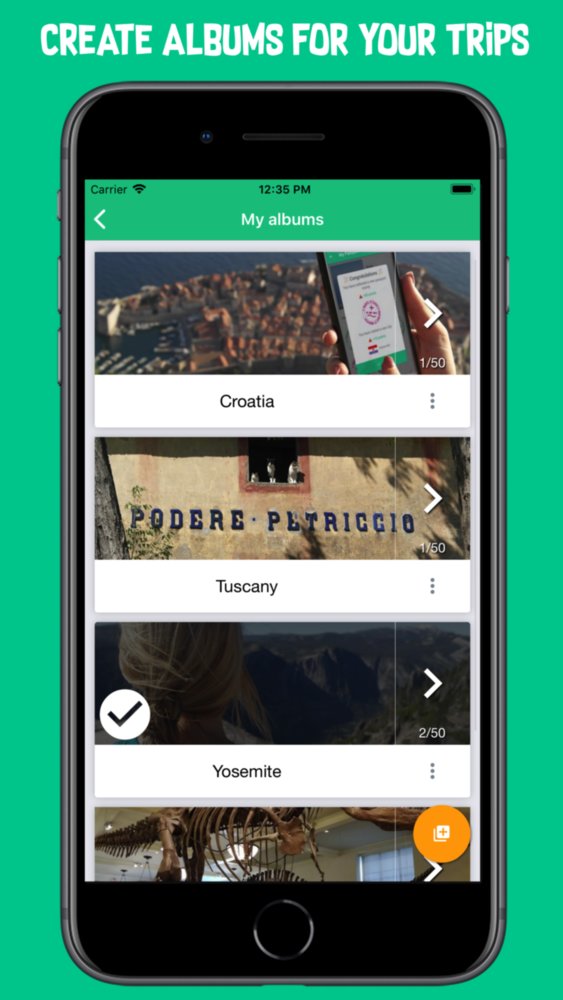 CREATE ALBUMS FOR YOUR TRIPS
Carrier 12:35 PM
My albums
Congratulations
1/50
Croatia
PODERE·PETRICCIO
1/50
Tuscany
2/50
Yosemite